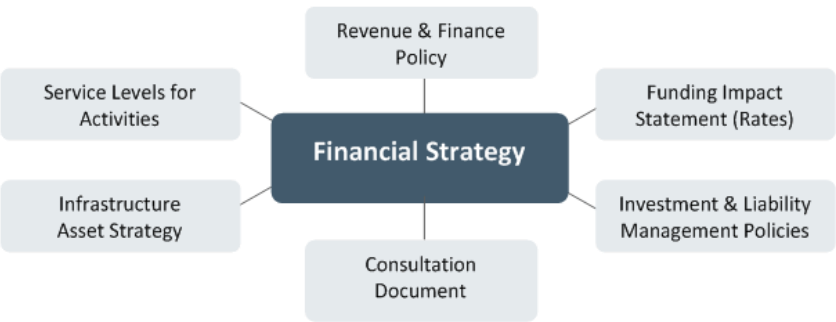 Revenue & Finance
Policy
Service Levels for
Activities
Funding Impact
Statement (Rates)
Financial Strategy
Infrastructure
Asset Strategy
Investment & Liability
Management Policies
Consultation
Document